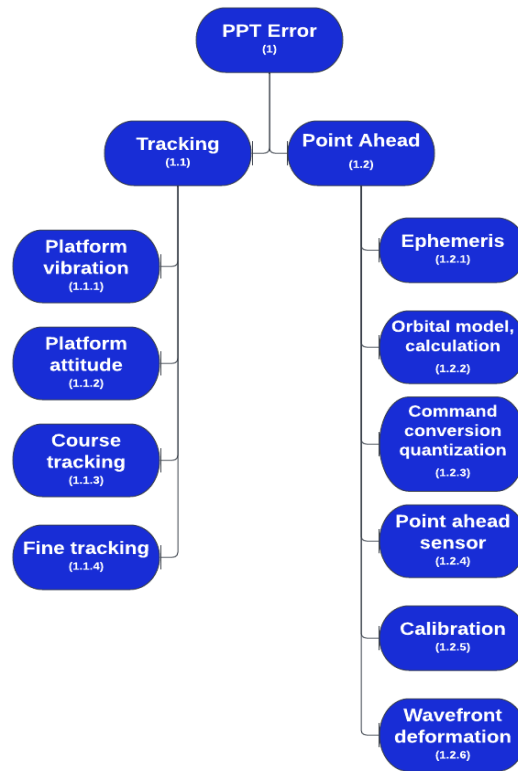 PPT Error
(1)
Tracking
(1.1)
Point Ahead
(1.2)
Platform
vibration
(1.1.1)
Platform
attitude
(1.1.2)
Course
tracking
(1.1.3)
Fine tracking
(1.1.4)
Ephemeris
(1.2.1)
Orbital model,
calculation
(1.2.2)
Command
conversion
quantization
(1.2.3)
Point ahead
sensor
(1.2.4)
Calibration
(1.2.5)
Wavefront
deformation
(1.2.6)